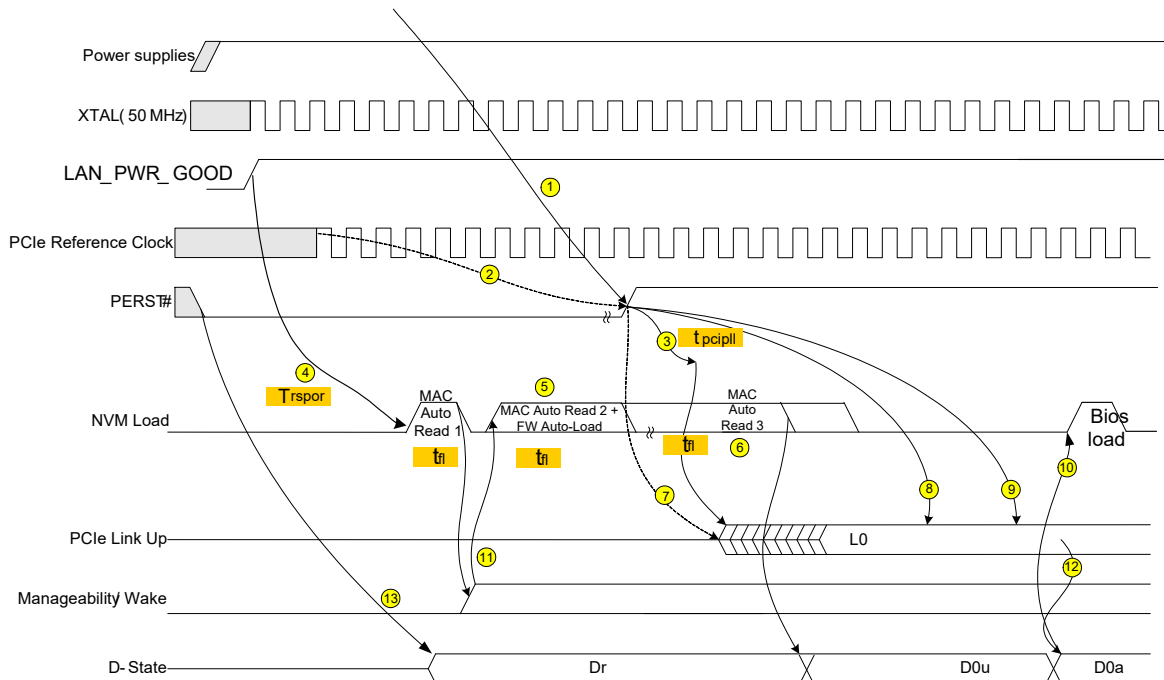 Power supplies
XTAL( 50 MHz)
LAN_PWR_ GOOD
1
PCIe Reference Clock
2
PERST#
3
t pcipll
4
Trspor
5
NVM Load
MAC
Auto
Read 1
MAC Auto Read 2 +
FW Auto-Load
MAC
Auto
Read 3
Bios
load
tfl
tfl
tfl
6
10
7
8
9
PCIe Link Up
L0
11
12
Manageability/Wake
13
D- State
Dr
D0u
D0a